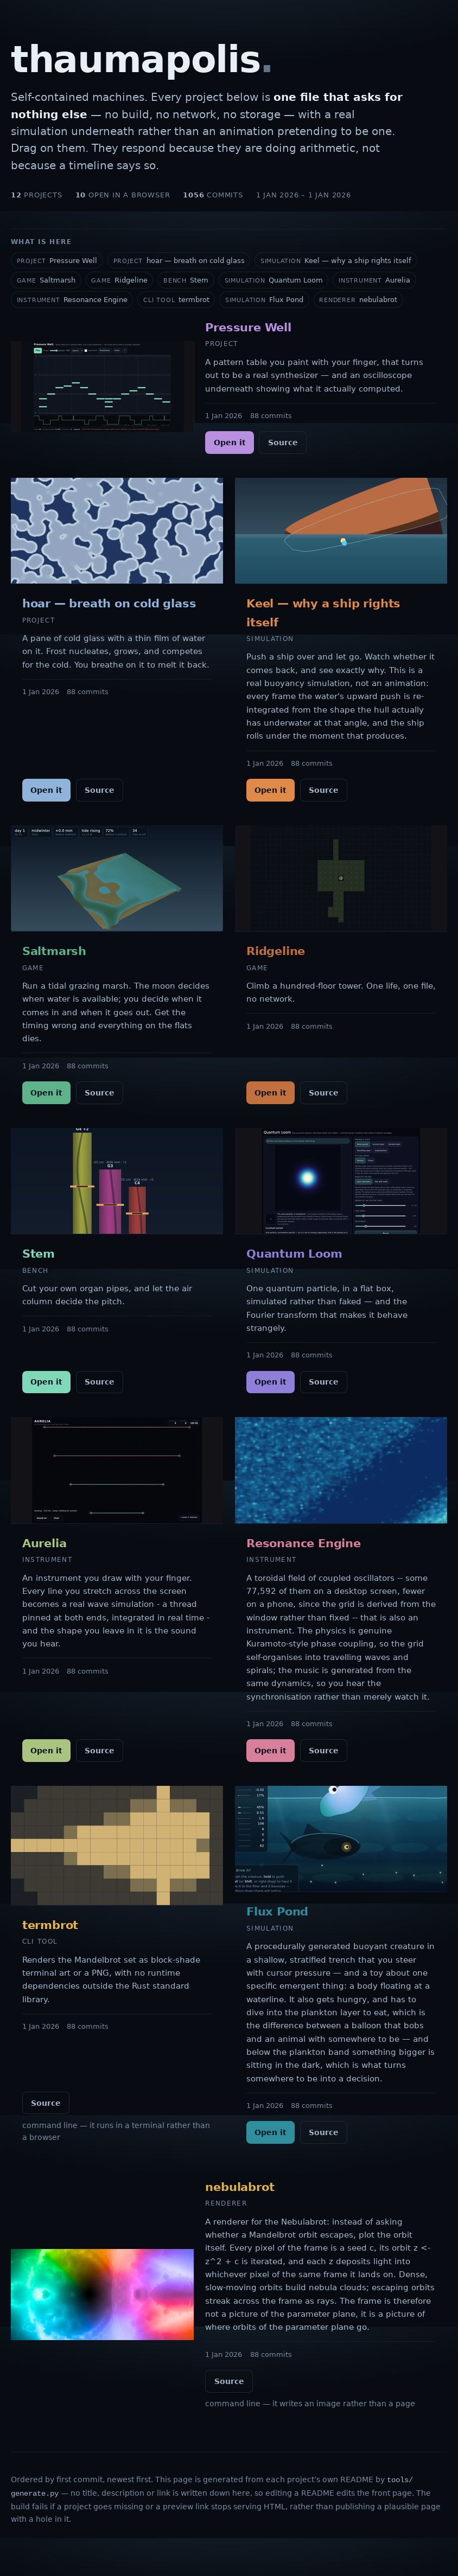 thaumapolis.
Self-contained machines. Every project below is one file that asks for
nothing else — no build, no network, no storage — with a real
simulation underneath rather than an animation pretending to be one.
Drag on them. They respond because they are doing arithmetic, not
because a timeline says so.
12 PROJECTS 10 OPEN IN A BROWSER 1056 COMMITS 1 JAN 2026 – 1 JAN 2026
WHAT IS HERE
PROJECT Pressure Well PROJECT hoar — breath on cold glass SIMULATION Keel — why a ship rights itself
GAME Saltmarsh GAME Ridgeline BENCH Stem SIMULATION Quantum Loom INSTRUMENT Aurelia
INSTRUMENT Resonance Engine CLI TOOL termbrot SIMULATION Flux Pond RENDERER nebulabrot
Pressure Well
PROJECT
A pattern table you paint with your finger, that turns
out to be a real synthesizer — and an oscilloscope
underneath showing what it actually computed.
1 Jan 2026 88 commits
Open it Source
hoar — breath on cold glass
PROJECT
A pane of cold glass with a thin film of water
on it. Frost nucleates, grows, and competes
for the cold. You breathe on it to melt it back.
1 Jan 2026 88 commits
Open it Source
Keel — why a ship rights
itself
SIMULATION
Push a ship over and let go. Watch whether it
comes back, and see exactly why. This is a
real buoyancy simulation, not an animation:
every frame the water's upward push is re-
integrated from the shape the hull actually
has underwater at that angle, and the ship
rolls under the moment that produces.
1 Jan 2026 88 commits
Open it Source
day 1 midwinter +0.0 mm tide rising 72% 34
Saltmarsh
GAME
Run a tidal grazing marsh. The moon decides
when water is available; you decide when it
comes in and when it goes out. Get the
timing wrong and everything on the flats
dies.
1 Jan 2026 88 commits
Open it Source
Ridgeline
GAME
Climb a hundred-floor tower. One life, one file,
no network.
1 Jan 2026 88 commits
Open it Source
G3
Stem
BENCH
Cut your own organ pipes, and let the air
column decide the pitch.
1 Jan 2026 88 commits
Open it Source
Quantum Loom
Quantum Loom
SIMULATION
One quantum particle, in a flat box,
simulated rather than faked — and the
Fourier transform that makes it behave
strangely.
1 Jan 2026 88 commits
Open it Source
AURELIA
Aurelia
INSTRUMENT
An instrument you draw with your finger.
Every line you stretch across the screen
becomes a real wave simulation - a thread
pinned at both ends, integrated in real time -
and the shape you leave in it is the sound
you hear.
1 Jan 2026 88 commits
Open it Source
Resonance Engine
INSTRUMENT
A toroidal field of coupled oscillators -- some
77,592 of them on a desktop screen, fewer
on a phone, since the grid is derived from the
window rather than fixed -- that is also an
instrument. The physics is genuine
Kuramoto-style phase coupling, so the grid
self-organises into travelling waves and
spirals; the music is generated from the
same dynamics, so you hear the
synchronisation rather than merely watch it.
1 Jan 2026 88 commits
Open it Source
termbrot
CLI TOOL
Renders the Mandelbrot set as block-shade
terminal art or a PNG, with no runtime
dependencies outside the Rust standard
library.
1 Jan 2026 88 commits
Source
command line — it runs in a terminal rather than
a browser
Flux Pond
SIMULATION
A procedurally generated buoyant creature in
a shallow, stratified trench that you steer
with cursor pressure — and a toy about one
specific emergent thing: a body floating at a
waterline. It also gets hungry, and has to
dive into the plankton layer to eat, which is
the difference between a balloon that bobs
and an animal with somewhere to be — and
below the plankton band something bigger is
sitting in the dark, which is what turns
somewhere to be into a decision.
1 Jan 2026 88 commits
Open it Source
nebulabrot
RENDERER
A renderer for the Nebulabrot: instead of asking
whether a Mandelbrot orbit escapes, plot the orbit
itself. Every pixel of the frame is a seed c, its orbit z <-
z^2 + c is iterated, and each z deposits light into
whichever pixel of the same frame it lands on. Dense,
slow-moving orbits build nebula clouds; escaping orbits
streak across the frame as rays. The frame is therefore
not a picture of the parameter plane, it is a picture of
where orbits of the parameter plane go.
1 Jan 2026 88 commits
Source
command line — it writes an image rather than a page
Ordered by first commit, newest first. This page is generated from each project's own README by tools/
generate.py — no title, description or link is written down here, so editing a README edits the front page. The
build fails if a project goes missing or a preview link stops serving HTML, rather than publishing a plausible page
with a hole in it.